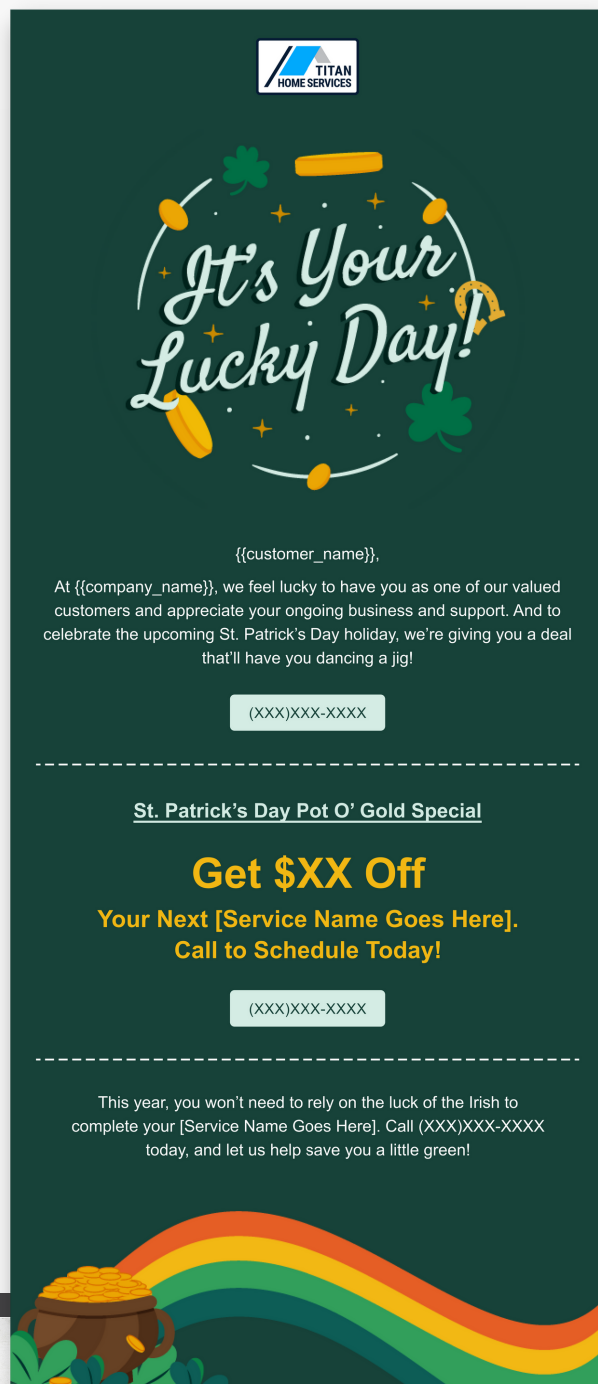 TITAN
HOME SERVICES
It's Your
Lucky Day!
{{customer_name}},
At {{company_name}}, we feel lucky to have you as one of our valued
customers and appreciate your ongoing business and support. And to
celebrate the upcoming St. Patrick’s Day holiday, we’re giving you a deal
that’ll have you dancing a jig!
(XXX)XXX-XXXX
St. Patrick’s Day Pot O’ Gold Special
Get $XX Off
Your Next [Service Name Goes Here].
Call to Schedule Today!
(XXX)XXX-XXXX
This year, you won’t need to rely on the luck of the Irish to
complete your [Service Name Goes Here]. Call (XXX)XXX-XXXX
today, and let us help save you a little green!